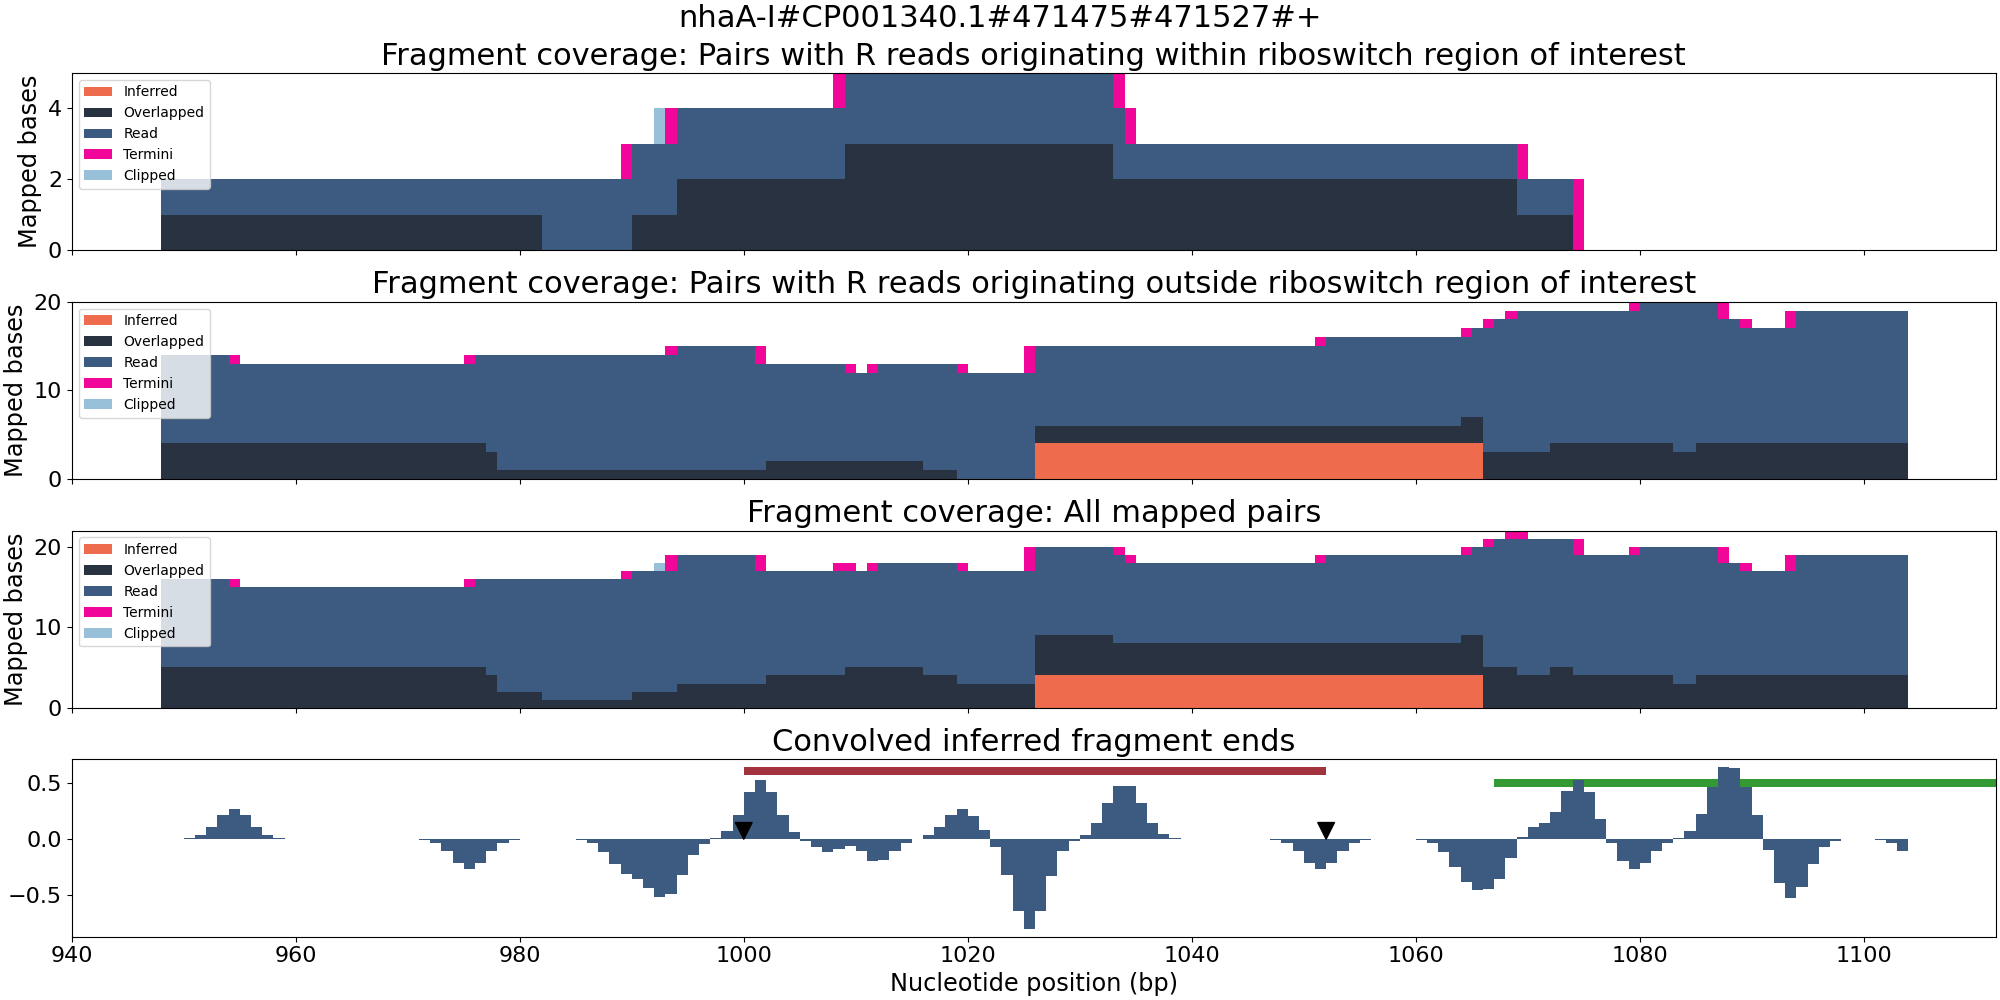 nhaA-I#CP001340.1#471475#471527#+
Fragment coverage: Pairs with R reads originating within riboswitch region of interest
Mapped bases
4
2
0
Inferred
Overlapped
Read
Termini
Clipped
Fragment coverage: Pairs with R reads originating outside riboswitch region of interest
Mapped bases
20
10
0
Inferred
Overlapped
Read
Termini
Clipped
Fragment coverage: All mapped pairs
Mapped bases
20
10
0
Inferred
Overlapped
Read
Termini
Clipped
Convolved inferred fragment ends
0.5
0.0
−0.5
940 960 980 1000 1020 1040 1060 1080 1100
Nucleotide position (bp)